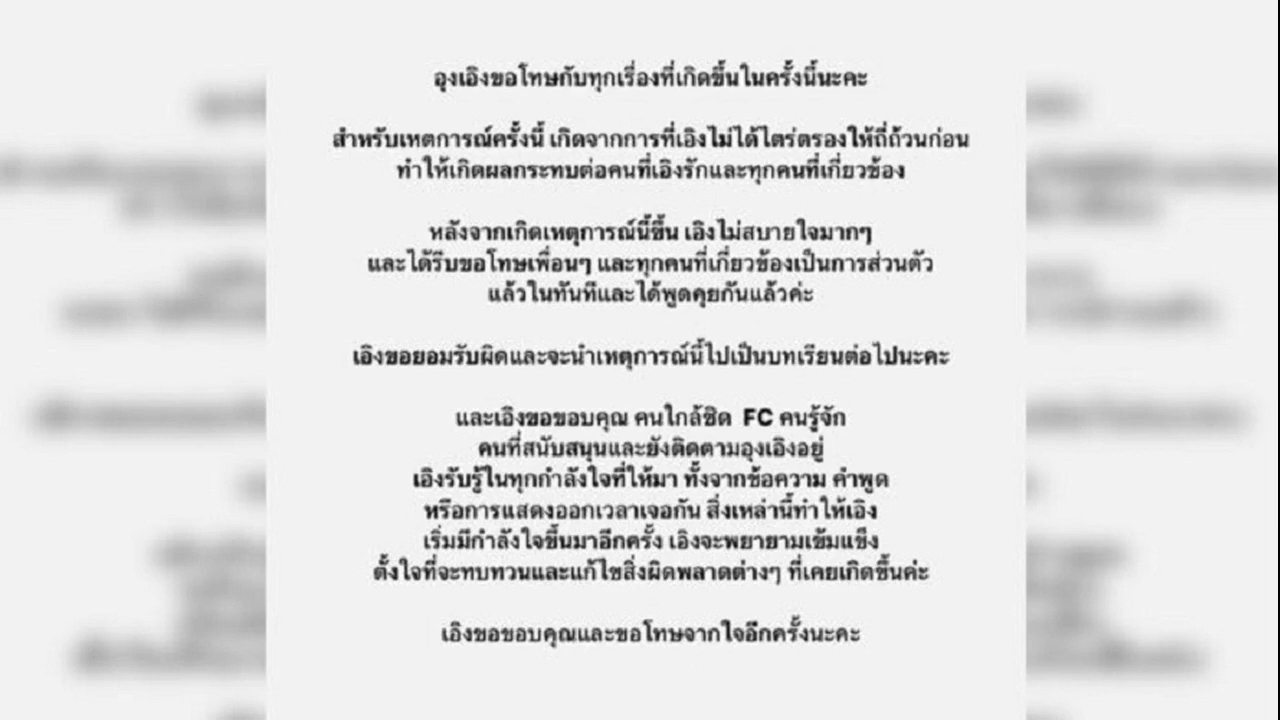 อุงเอิงขอโทษกับทุกเรื่องที่เกิดขึ้นในครั้งนี้นะคะ
สำหรับเหตุการณ์ครั้งนี้ เกิดจากการที่เอิงไม่ได้ไตร่ตรองให้ถี่ถ้วนก่อน
ทำให้เกิดผลกระทบต่อคนที่เอิงรักและทุกคนที่เกี่ยวข้อง
หลังจากเกิดเหตุการณ์นี้ขึ้น เอิงไม่สบายใจมากๆ
และได้รีบขอโทษเพื่อนๆ และทุกคนที่เกี่ยวข้องเป็นการส่วนตัว
แล้วในทันทีและได้พูดคุยกันแล้วค่ะ
เอิงขอยอมรับผิดและจะนำเหตุการณ์นี้ไปเป็นบทเรียนต่อไปนะคะ
และเอิงขอขอบคุณ คนใกล้ชิด FC คนรู้จัก
คนที่สนับสนุนและยังติดตามอุงเอิงอยู่
เอิงรับรู้ในทุกกำลังใจที่ให้มา ทั้งจากข้อความ คำพูด
หรือการแสดงออกเวลาเจอกัน สิ่งเหล่านี้ทำให้เอิง
เริ่มมีกำลังใจขึ้นมาอีกครั้ง เอิงจะพยายามเข้มแข็ง
ตั้งใจที่จะทบทวนและแก้ไขสิ่งผิดพลาดต่างๆ ที่เคยเกิดขึ้นค่ะ
เอิงขอขอบคุณและขอโทษจากใจอีกครั้งนะคะ